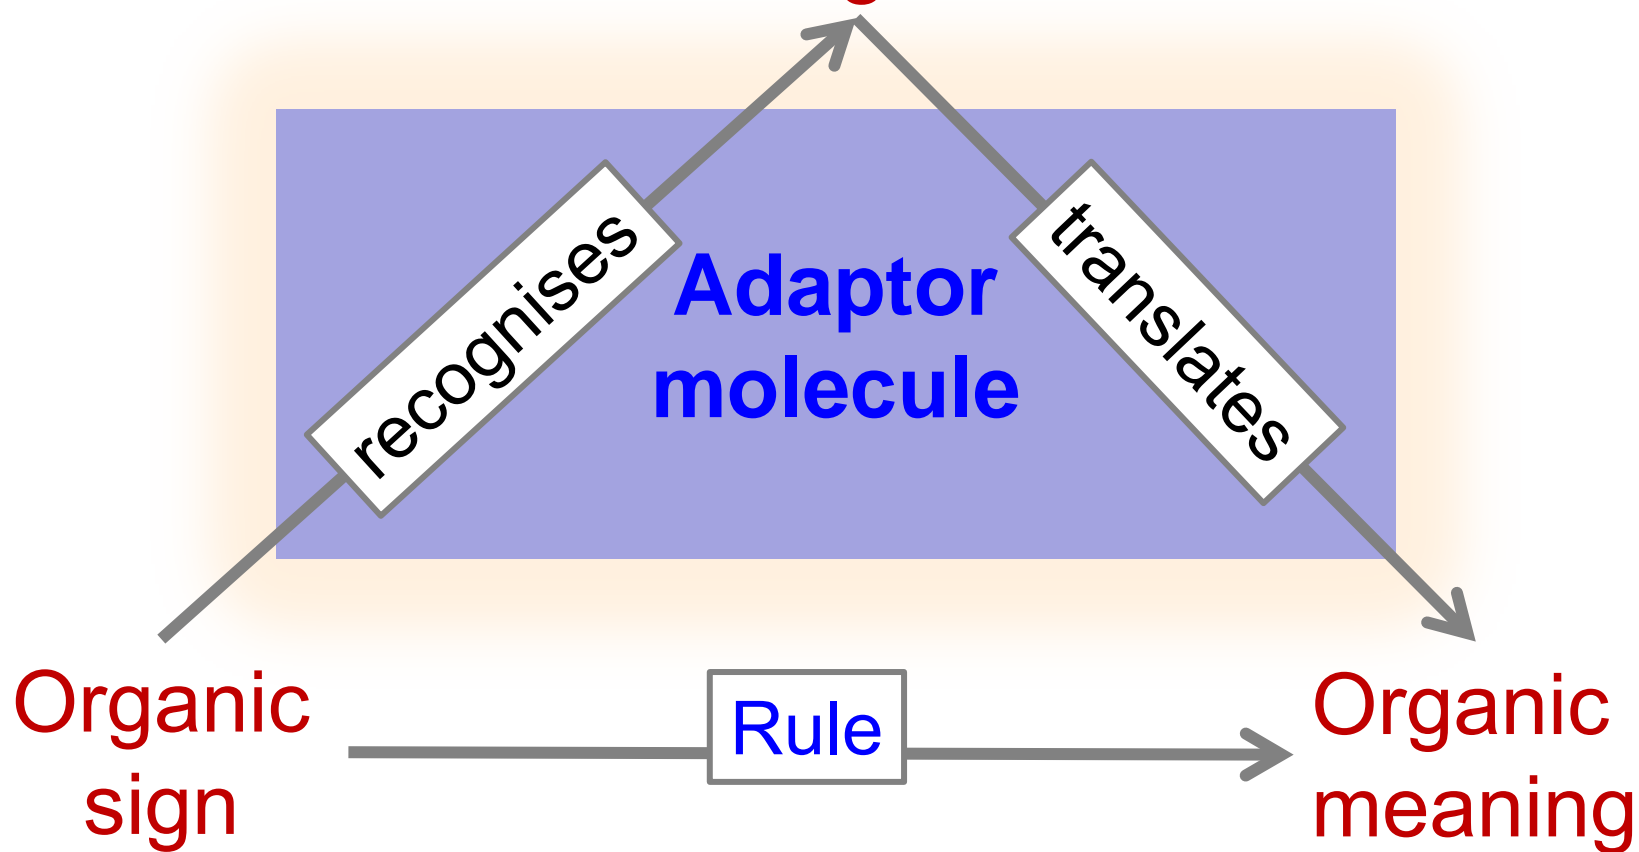 recognises
translates
Adaptor
molecule
Organic
sign
Rule
Organic
meaning